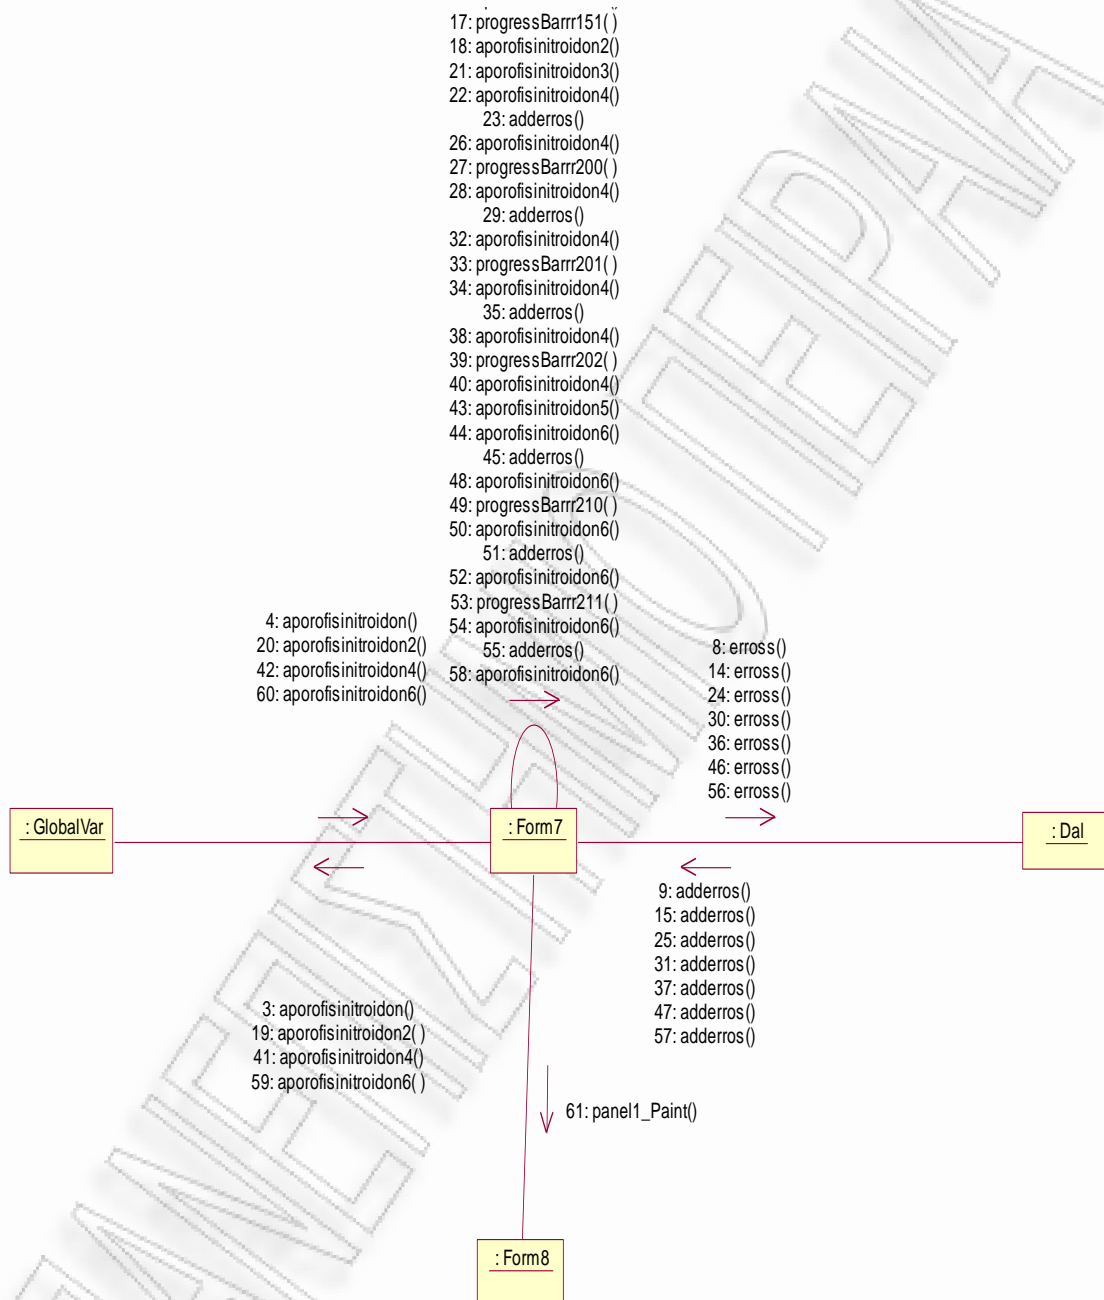 17: progressBarrr151( )
18: aporofisinitroidon2()
21: aporofisinitroidon3()
22: aporofisinitroidon4()
23: adderros()
26: aporofisinitroidon4()
27: progressBarrr200( )
28: aporofisinitroidon4()
29: adderros()
32: aporofisinitroidon4()
33: progressBarrr201( )
34: aporofisinitroidon4()
35: adderros()
38: aporofisinitroidon4()
39: progressBarrr202( )
40: aporofisinitroidon4()
43: aporofisinitroidon5()
44: aporofisinitroidon6()
45: adderros()
48: aporofisinitroidon6()
49: progressBarrr210( )
50: aporofisinitroidon6()
51: adderros()
52: aporofisinitroidon6()
53: progressBarrr211( )
54: aporofisinitroidon6()
55: adderros()
58: aporofisinitroidon6()
4: aporofisinitroidon()
20: aporofisinitroidon2()
42: aporofisinitroidon4()
60: aporofisinitroidon6()
8: erross()
14: erross()
24: erross()
30: erross()
36: erross()
46: erross()
56: erross()
: GlobalVar
: Form7
: Dal
9: adderros()
15: adderros()
25: adderros()
31: adderros()
37: adderros()
47: adderros()
57: adderros()
3: aporofisinitroidon()
19: aporofisinitroidon2( )
41: aporofisinitroidon4()
59: aporofisinitroidon6( )
61: panel1_Paint()
: Form8